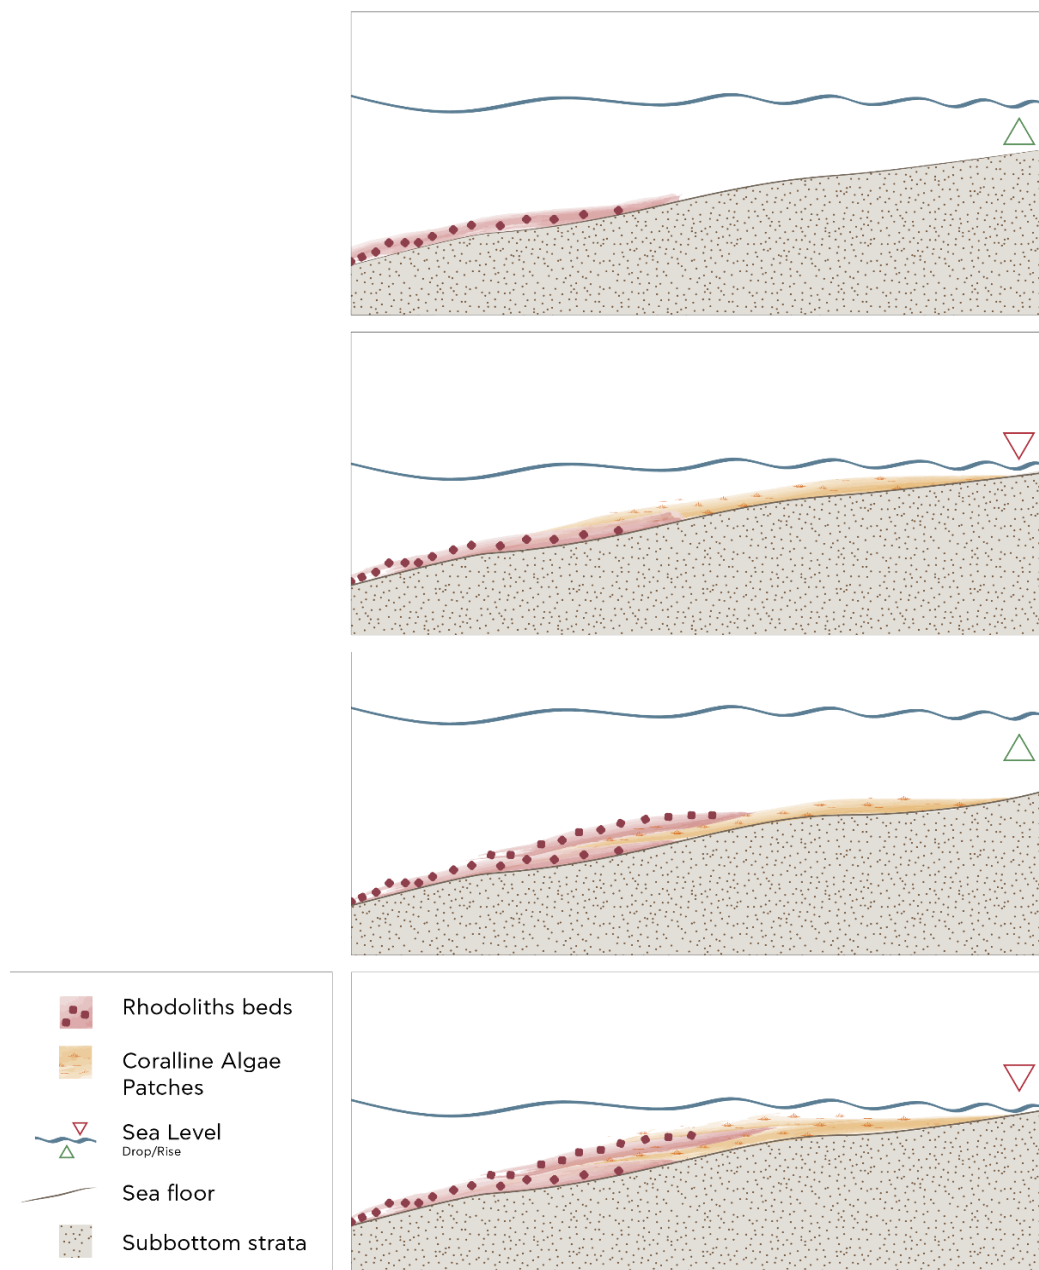 Rhodoliths beds
Coralline Algae
Patches
Sea Level
Drop/Rise
Sea floor
Subbottom strata